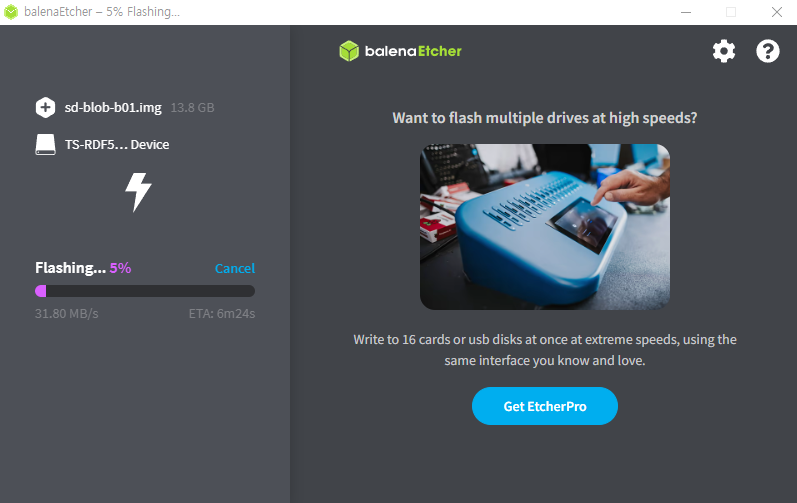 balenaEtcher – 5% Flashing...
balenaEtcher
sd-blob-b01.img 13.8 GB
TS-RDF5... Device
Flashing... 5% Cancel
31.80 MB/s ETA: 6m24s
Want to flash multiple drives at high speeds?
Write to 16 cards or usb disks at once at extreme speeds, using the
same interface you know and love.
Get EtcherPro